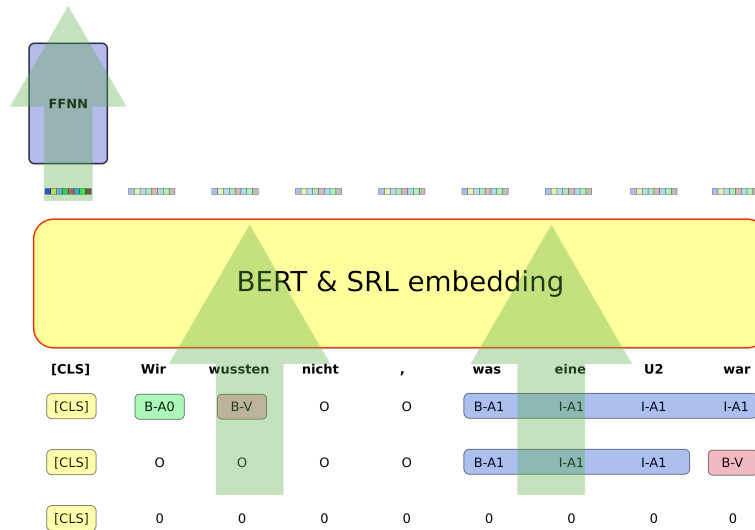 FFNN
BERT & SRL embedding
[CLS] Wir wussten nicht , was eine U2 war
[CLS] B-A0 B-V O O B-A1 I-A1 I-A1 I-A1
[CLS] O O O O B-A1 I-A1 I-A1 B-V
[CLS] 0 0 0 0 0 0 0 0